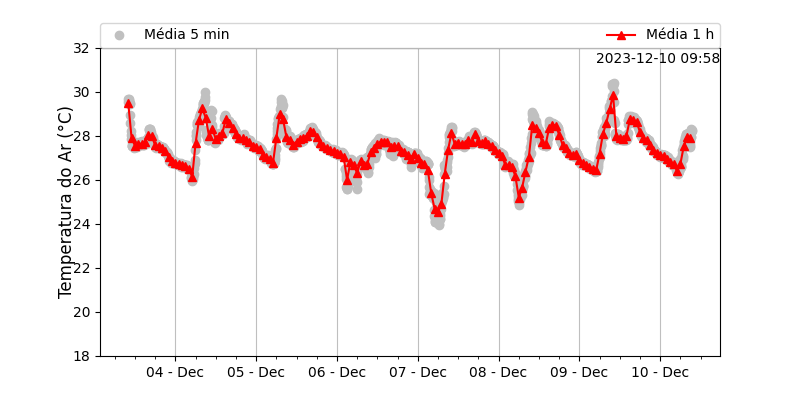 Média 5 min
Média 1 h
2023-12-10 09:58
Temperatura do Ar (°C)
32
30
28
26
24
22
20
18
04 - Dec
05 - Dec
06 - Dec
07 - Dec
08 - Dec
09 - Dec
10 - Dec